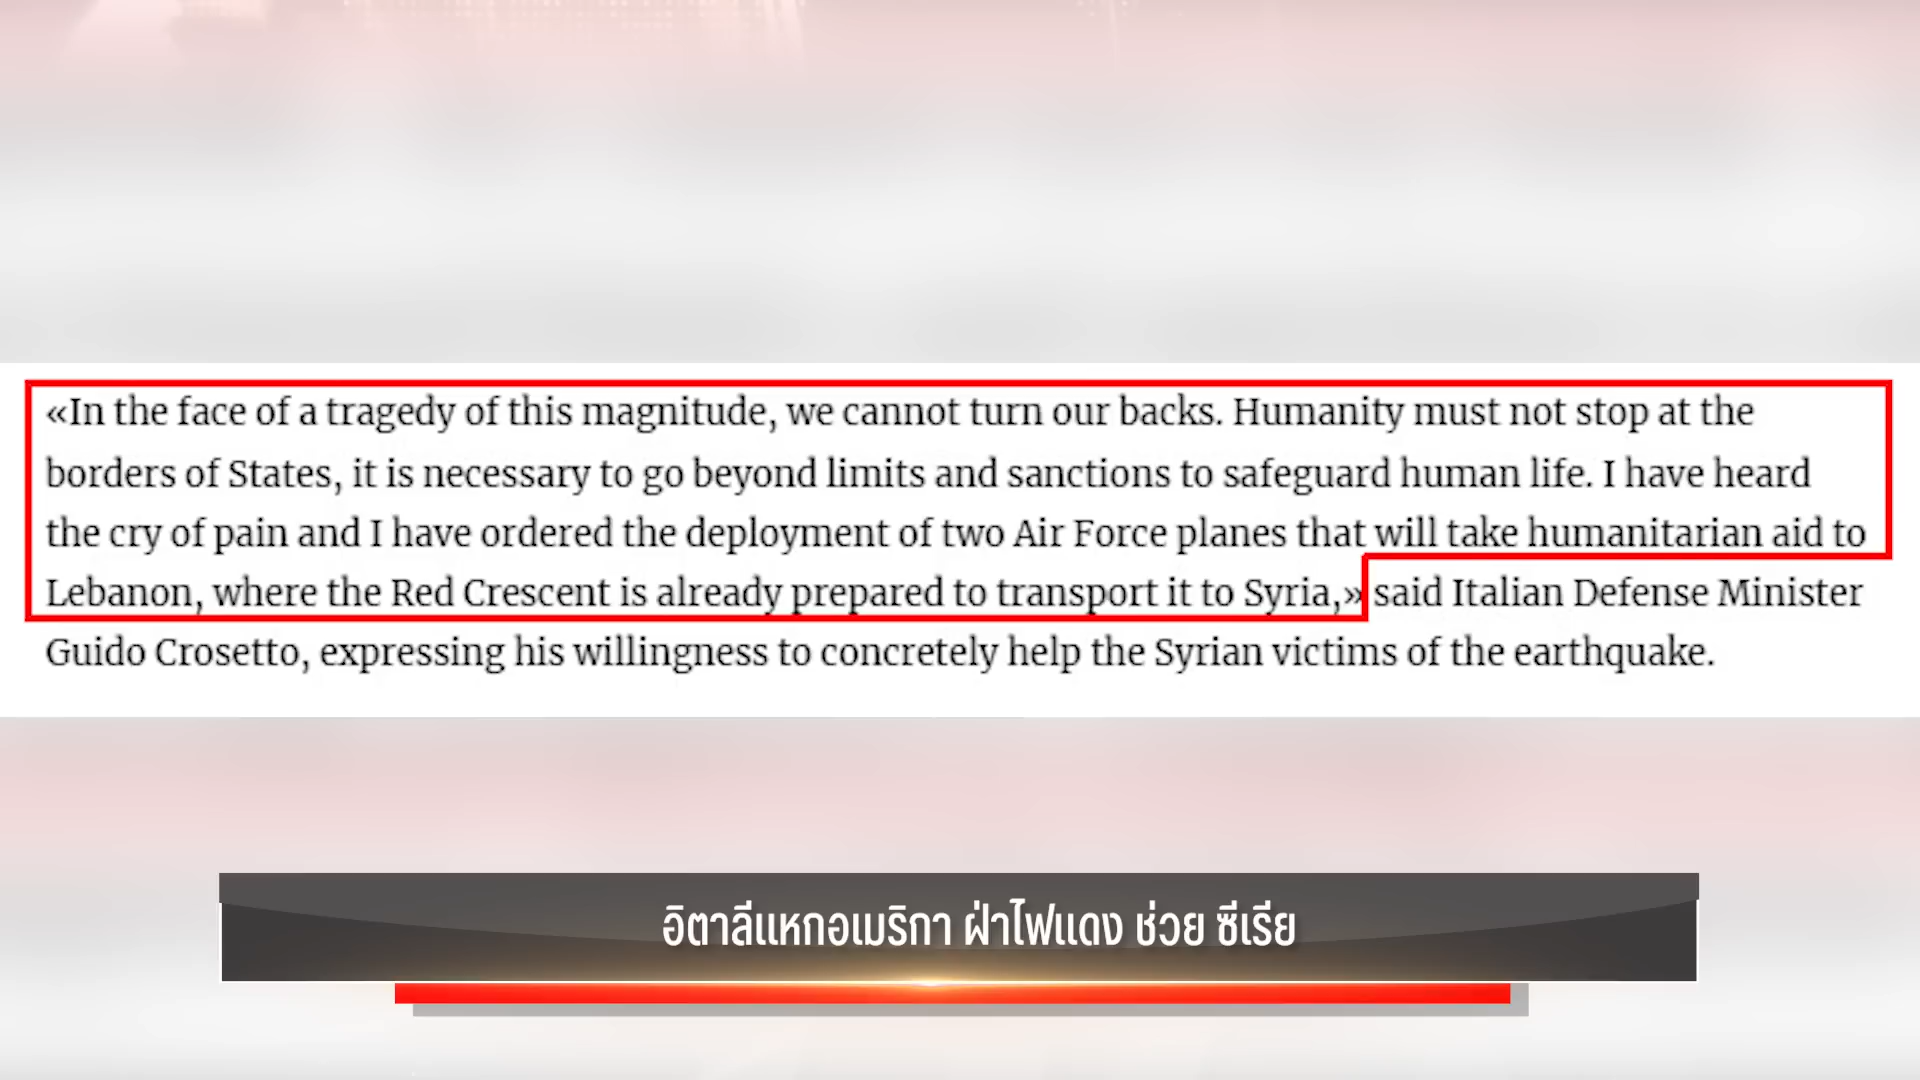 «In the face of a tragedy of this magnitude, we cannot turn our backs. Humanity must not stop at the
borders of States, it is necessary to go beyond limits and sanctions to safeguard human life. I have heard
the cry of pain and I have ordered the deployment of two Air Force planes that will take humanitarian aid to
Lebanon, where the Red Crescent is already prepared to transport it to Syria,» said Italian Defense Minister
Guido Crosetto, expressing his willingness to concretely help the Syrian victims of the earthquake.
อิตาลีแหกอเมริกา ฝ่าไฟแดง ช่วย ซีเรีย